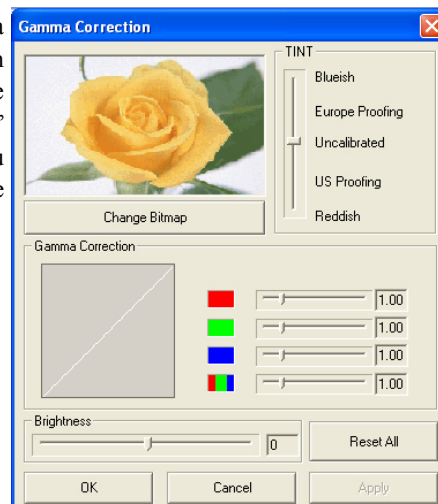 Gamma Correction
TINT
Blueish
Europe Proofing
Uncalibrated
US Proofing
Reddish
Change Bitmap
Gamma Correction
1.00
1.00
1.00
1.00
Brightness
0
Reset All
OK
Cancel
Apply